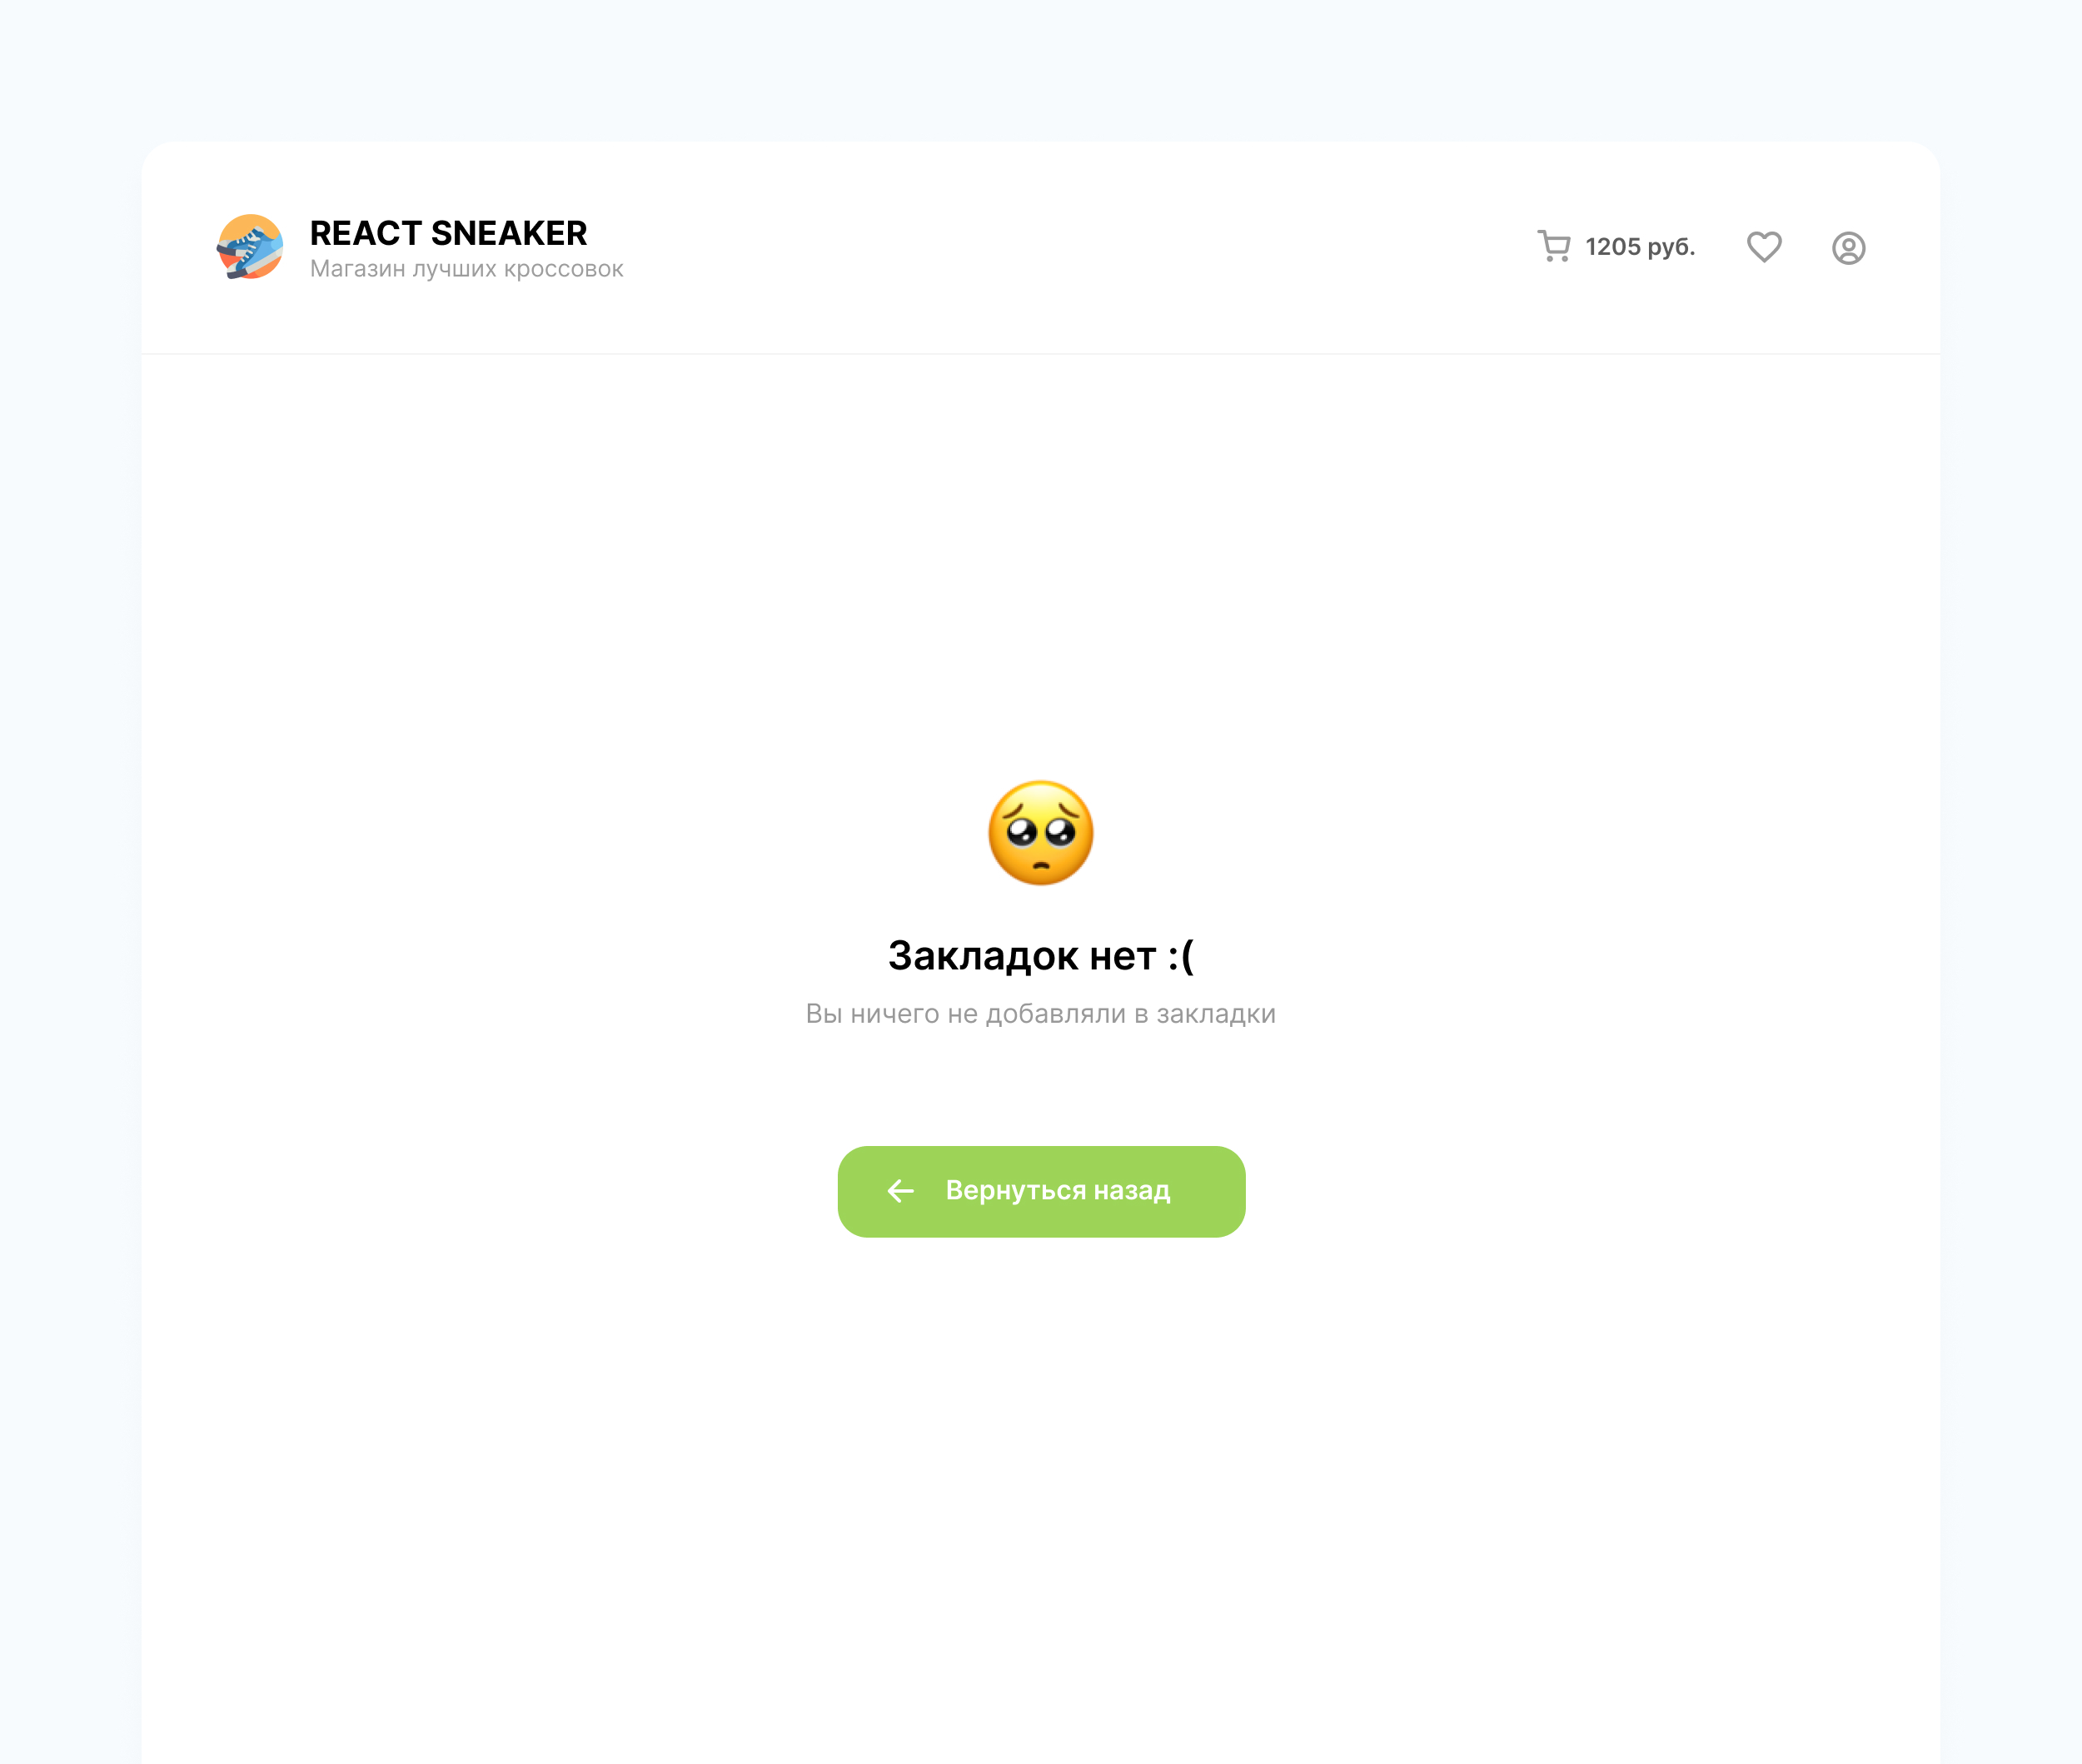 REACT SNEAKER
Магазин лучших кроссовок
1205 руб.
Закладок нет :(
Вы ничего не добавляли в закладки
Вернуться назад